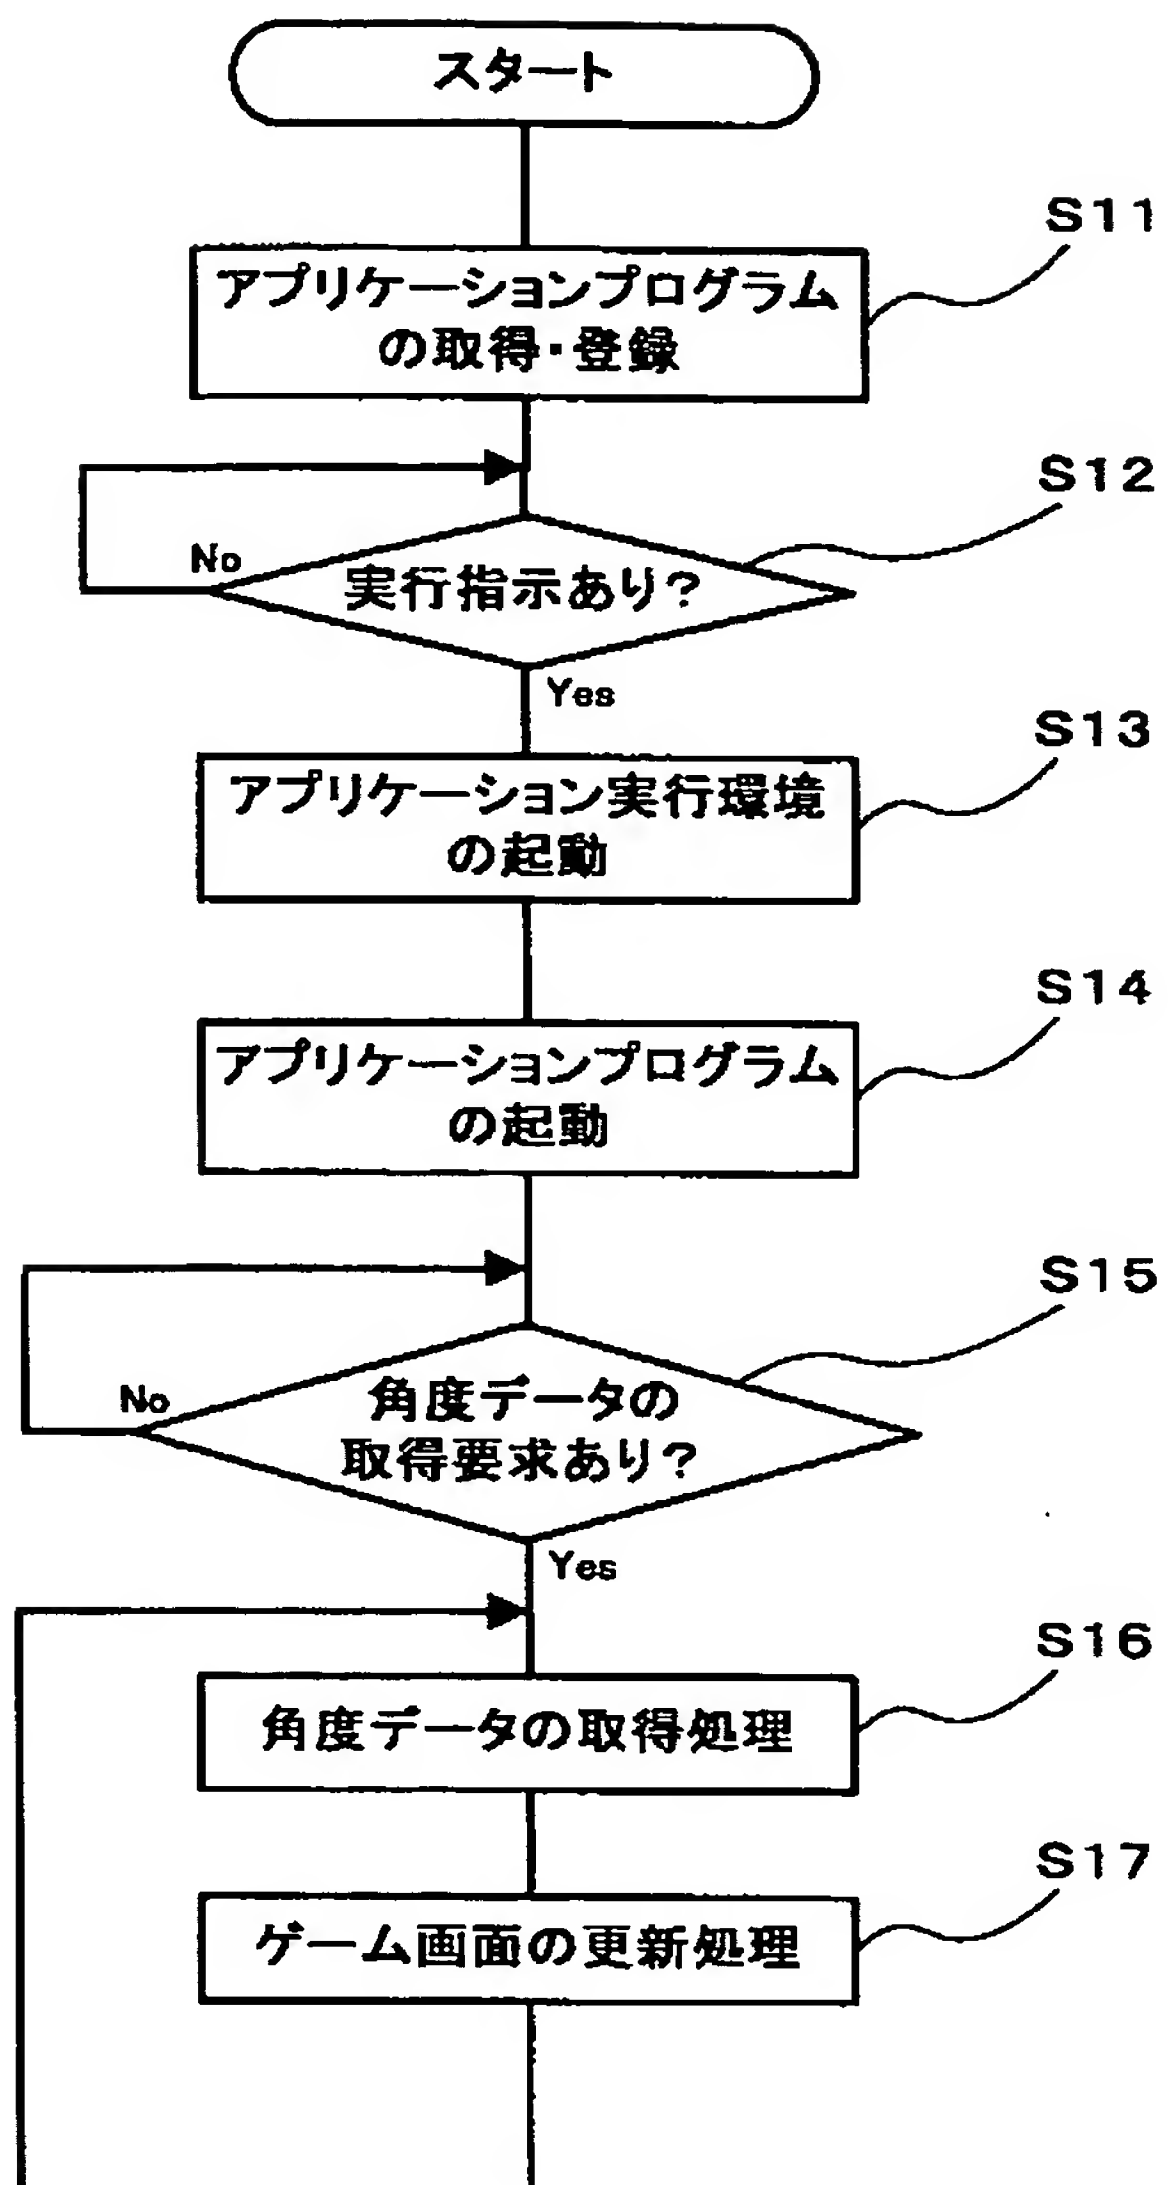 スタート
S11
アプリケーションプログラム
の取得・登録
S12
No
実行指示あり?
Yes
S13
アプリケーション実行環境
の起動
S14
アプリケーションプログラム
の起動
S15
No
角度データの
取得要求あり?
Yes
S16
角度データの取得処理
S17
ゲーム画面の更新処理